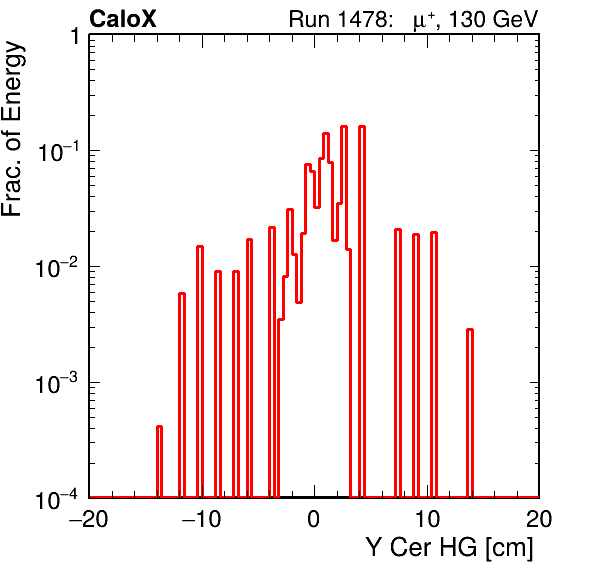 CaloX Run 1478: μ⁺, 130 GeV
Frac. of Energy
1
10⁻¹
10⁻²
10⁻³
10⁻⁴
−20 −10 0 10 20
Y Cer HG [cm]